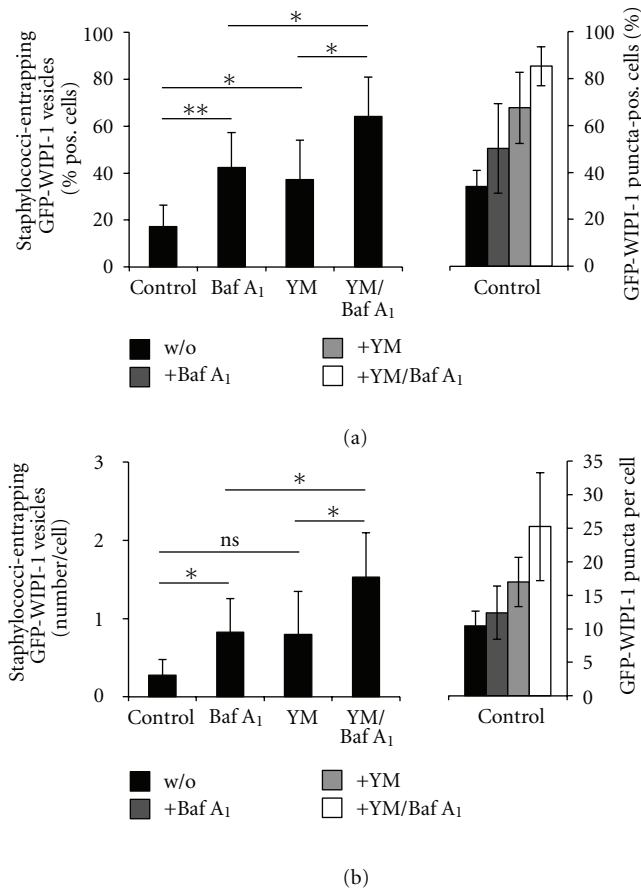 Staphylococci-entrapping
GFP-WIPI-1 vesicles
(% pos. cells)
100
80
60
40
20
0
*
*
*
**
Control
Baf A₁
YM
YM/
Baf A₁
100
80
60
40
20
0
GFP-WIPI-1 puncta-pos. cells (%)
Control
w/o
+Baf A₁
+YM
+YM/Baf A₁
(a)
Staphylococci-entrapping
GFP-WIPI-1 vesicles
(number/cell)
3
2
1
0
*
*
ns
*
Control
Baf A₁
YM
YM/
Baf A₁
35
30
25
20
15
10
5
0
GFP-WIPI-1 puncta per cell
Control
w/o
+Baf A₁
+YM
+YM/Baf A₁
(b)